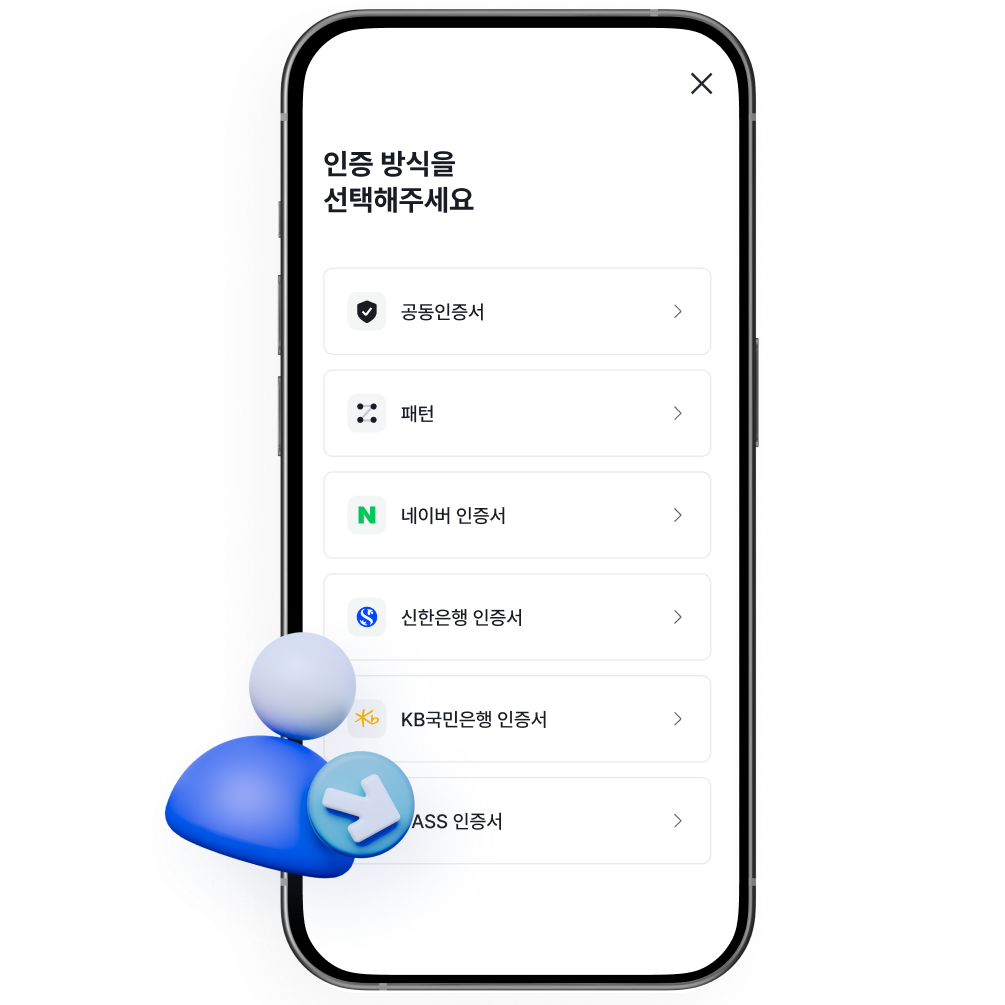 인증 방식을
선택해주세요
공동인증서
패턴
N 네이버 인증서
신한은행 인증서
Kb KB국민은행 인증서
ASS 인증서